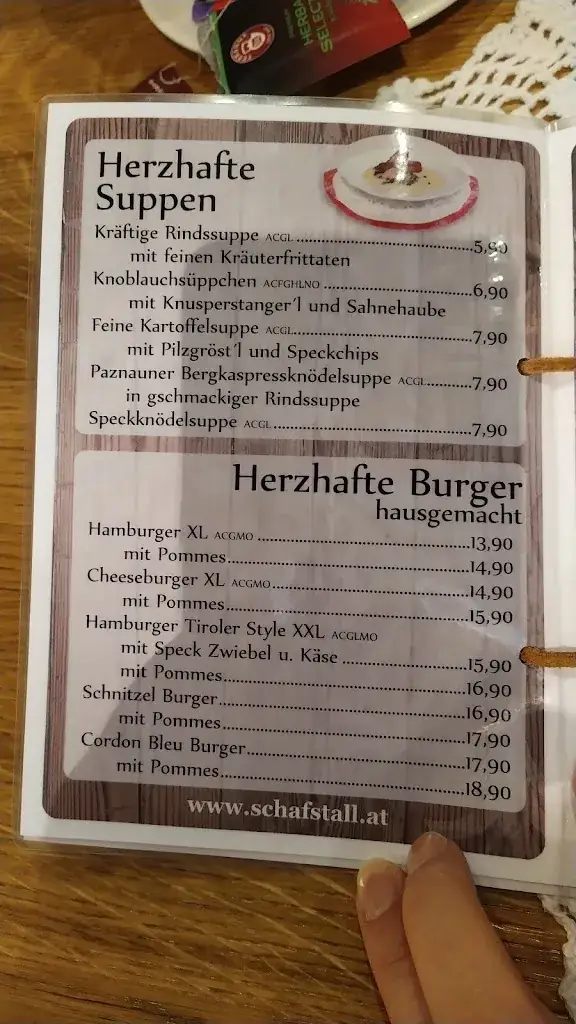 HERBA
SELECT
Herzhafte
Suppen
Kräftige Rindssuppe ACGL 5,90
mit feinen Kräuterfrittaten
Knoblauchsüppchen ACFGHLNO 6,90
mit Knusperstanger´l und Sahnehaube
Feine Kartoffelsuppe ACGL 7,90
mit Pilzgröst´l und Speckchips
Paznauner Bergkaspressknödelsuppe ACGL 7,90
in gschmackiger Rindssuppe
Speckknödelsuppe ACGL 7,90
Herzhafte Burger
hausgemacht
Hamburger XL ACGMO 13,90
mit Pommes 14,90
Cheeseburger XL ACGMO 14,90
mit Pommes 15,90
Hamburger Tiroler Style XXL ACGLMO
mit Speck Zwiebel u. Käse 15,90
mit Pommes 16,90
Schnitzel Burger 16,90
mit Pommes 17,90
Cordon Bleu Burger 17,90
mit Pommes 18,90
www.schafstall.at